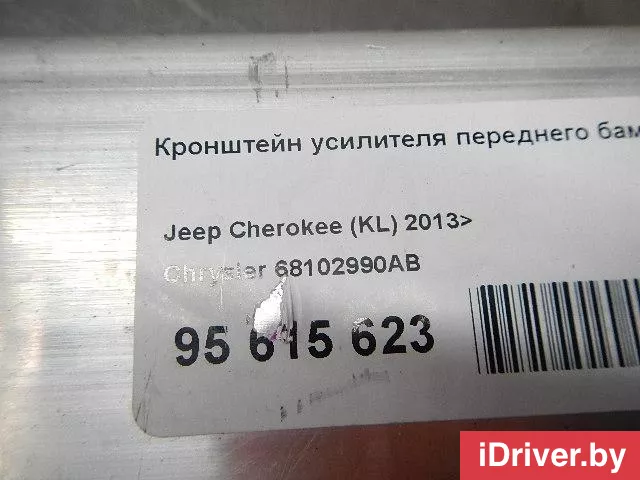 Кронштейн усилителя переднего бам
Jeep Cherokee (KL) 2013>
Chrysler 68102990AB
95 615 623
iDriver.by